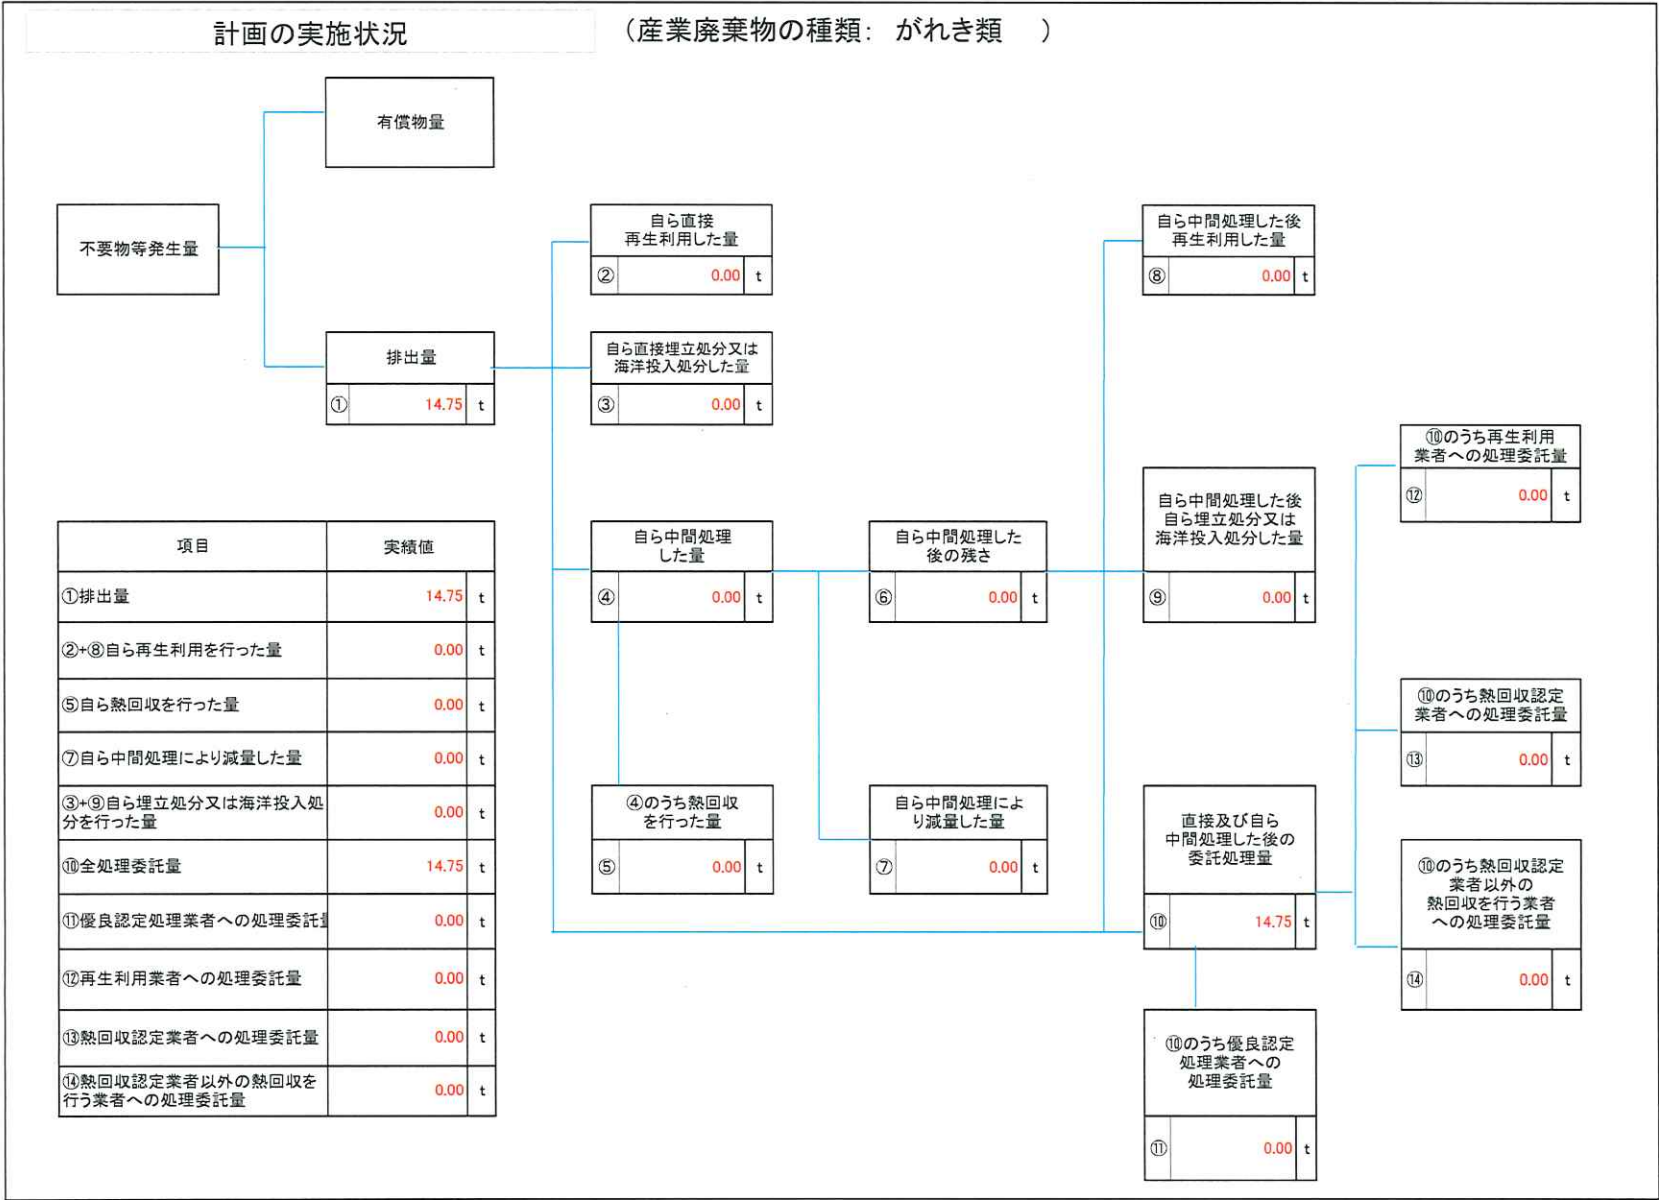 計画の実施状況
（産業廃棄物の種類： がれき類　）
有償物量
不要物等発生量
排出量
① 14.75 t
自ら直接
再生利用した量
② 0.00 t
自ら直接埋立処分又は
海洋投入処分した量
③ 0.00 t
自ら中間処理した後
再生利用した量
⑧ 0.00 t
自ら中間処理
した量
④ 0.00 t
自ら中間処理した
後の残さ
⑥ 0.00 t
自ら中間処理した後
自ら埋立処分又は
海洋投入処分した量
⑨ 0.00 t
⑩のうち再生利用
業者への処理委託量
⑫ 0.00 t
⑩のうち熱回収認定
業者への処理委託量
⑬ 0.00 t
④のうち熱回収
を行った量
⑤ 0.00 t
自ら中間処理によ
り減量した量
⑦ 0.00 t
直接及び自ら
中間処理した後の
委託処理量
⑩ 14.75 t
⑩のうち熱回収認定
業者以外の
熱回収を行う業者
への処理委託量
⑭ 0.00 t
⑩のうち優良認定
処理業者への
処理委託量
⑪ 0.00 t
項目 実績値
①排出量 14.75 t
②+⑧自ら再生利用を行った量 0.00 t
⑤自ら熱回収を行った量 0.00 t
⑦自ら中間処理により減量した量 0.00 t
③+⑨自ら埋立処分又は海洋投入処
分を行った量 0.00 t
⑩全処理委託量 14.75 t
⑪優良認定処理業者への処理委託 0.00 t
⑫再生利用業者への処理委託量 0.00 t
⑬熱回収認定業者への処理委託量 0.00 t
⑭熱回収認定業者以外の熱回収を
行う業者への処理委託量 0.00 t